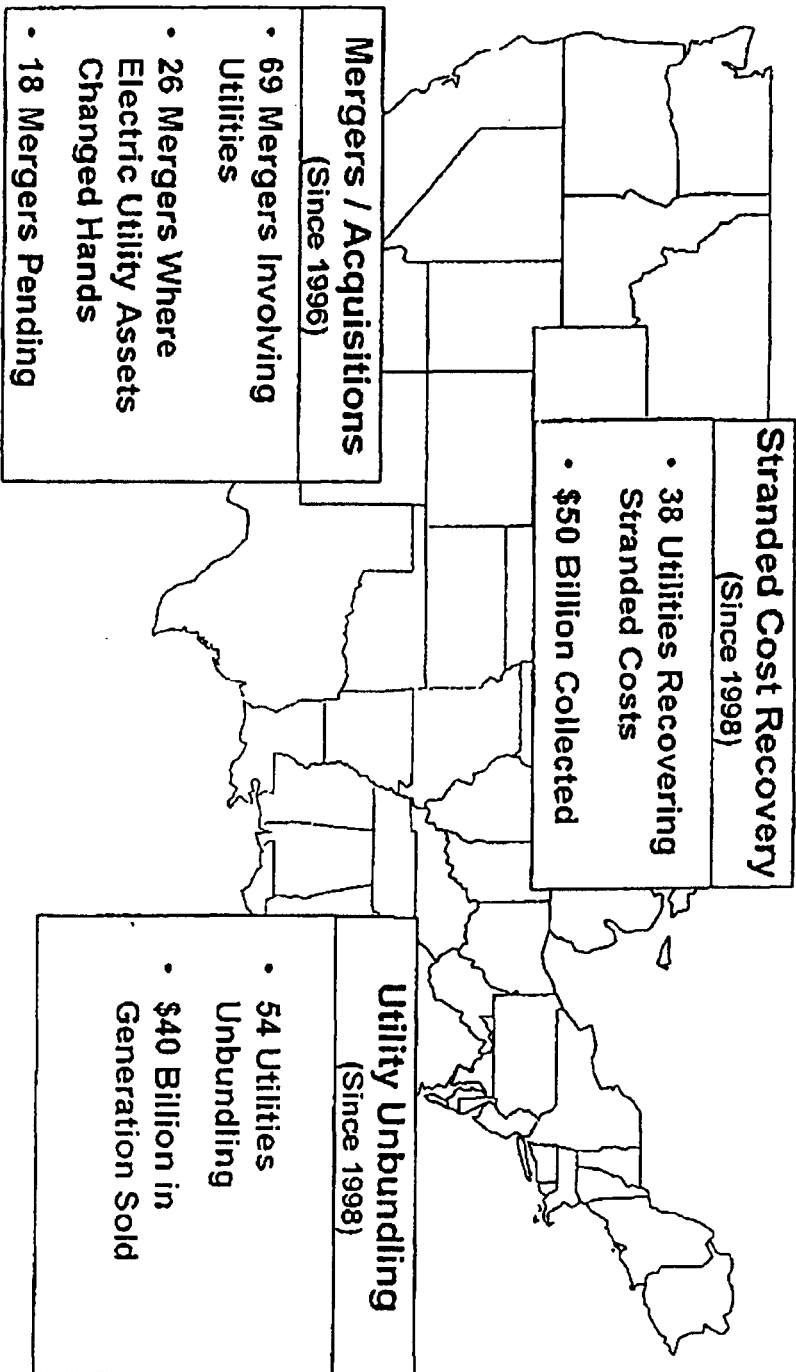 Stranded Cost Recovery
(Since 1998)
• 38 Utilities Recovering
Stranded Costs
• $50 Billion Collected
Mergers / Acquisitions
(Since 1996)
• 69 Mergers Involving
Utilities
• 26 Mergers Where
Electric Utility Assets
Changed Hands
• 18 Mergers Pending
Utility Unbundling
(Since 1998)
• 54 Utilities
Unbundling
• $40 Billion in
Generation Sold